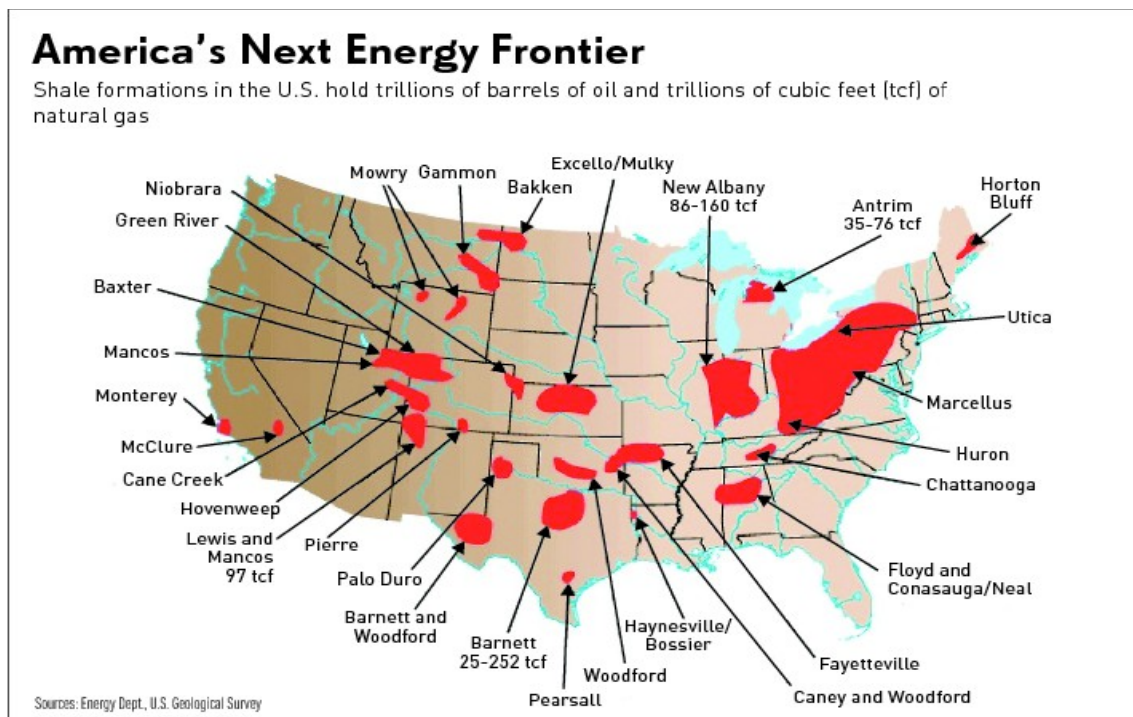 America's Next Energy Frontier
Shale formations in the U.S. hold trillions of barrels of oil and trillions of cubic feet (tcf) of
natural gas
Niobrara
Mowry
Gammon
Bakken
Excello/Mulky
New Albany
86-160 tcf
Antrim
35-76 tcf
Horton
Bluff
Green River
Baxter
Mancos
Monterey
McClure
Cane Creek
Hovenweep
Lewis and
Mancos
97 tcf
Pierre
Palo Duro
Barnett and
Woodford
Barnett
25-252 tcf
Pearsall
Woodford
Haynesville/
Bossier
Caney and Woodford
Fayetteville
Floyd and
Conasauga/Neal
Chattanooga
Huron
Marcellus
Utica
Sources: Energy Dept., U.S. Geological Survey